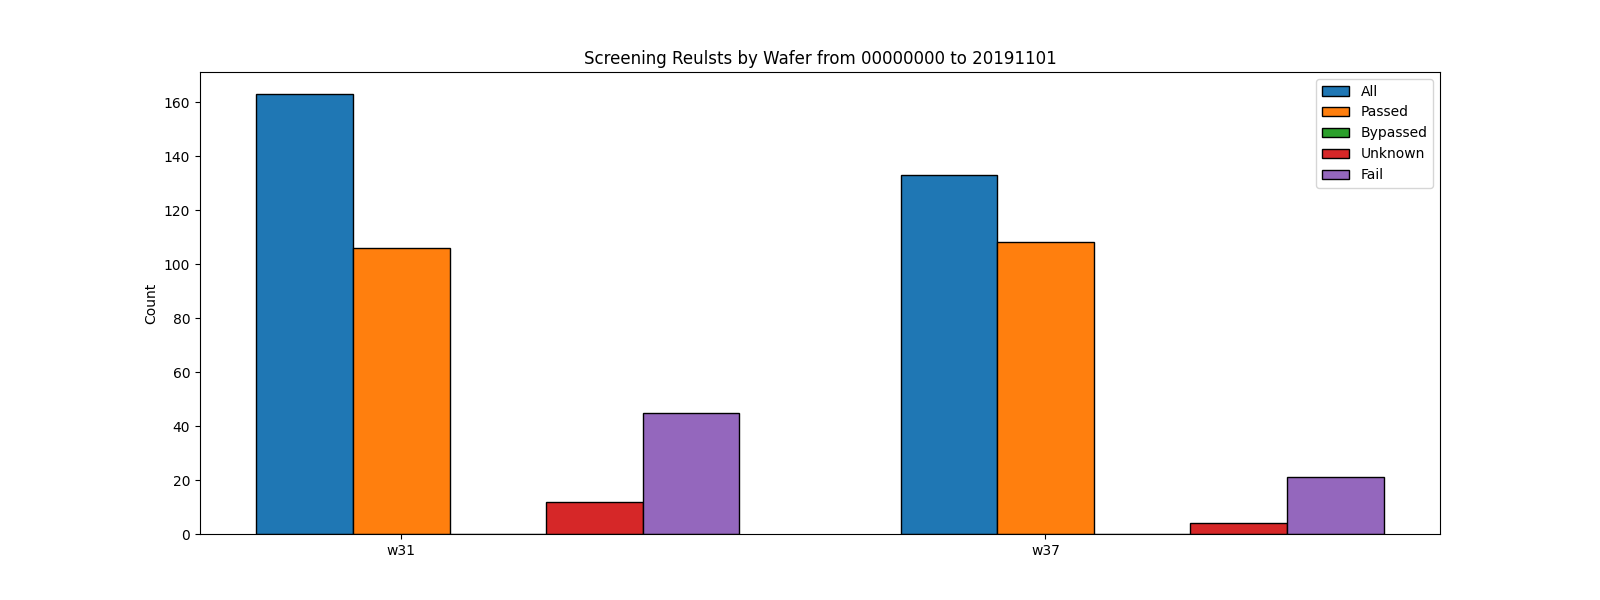 Screening Reulsts by Wafer from 00000000 to 20191101
All
Passed
Bypassed
Unknown
Fail
160
140
120
100
80
60
40
20
0
Count
w31
w37